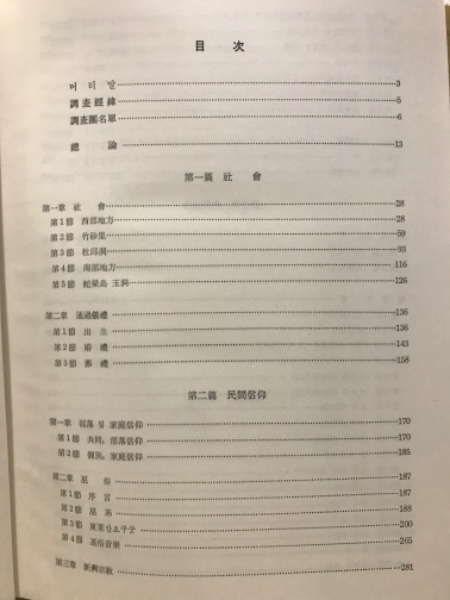 目 次
머 리 말 3
調査經緯 5
調査團名單 6
總 論 13
第一篇 社 會
第一章 社 會 28
第1節 西部地方 28
第2節 竹砂里 59
第3節 杜邱洞 93
第4節 南部地方 116
第5節 蛇梁島 玉洞 126
第二章 通過儀禮 136
第1節 出 生 136
第2節 婚 禮 143
第3節 葬 禮 158
第二篇 民間信仰
第一章 部落 및 家庭信仰 170
第1節 共同, 部落信仰 170
第2節 個別, 家庭信仰 185
第二章 巫 俗 187
第1節 序 言 187
第2節 巫 系 188
第3節 200
第4節 巫俗音樂 265
第三章 新興宗敎 281